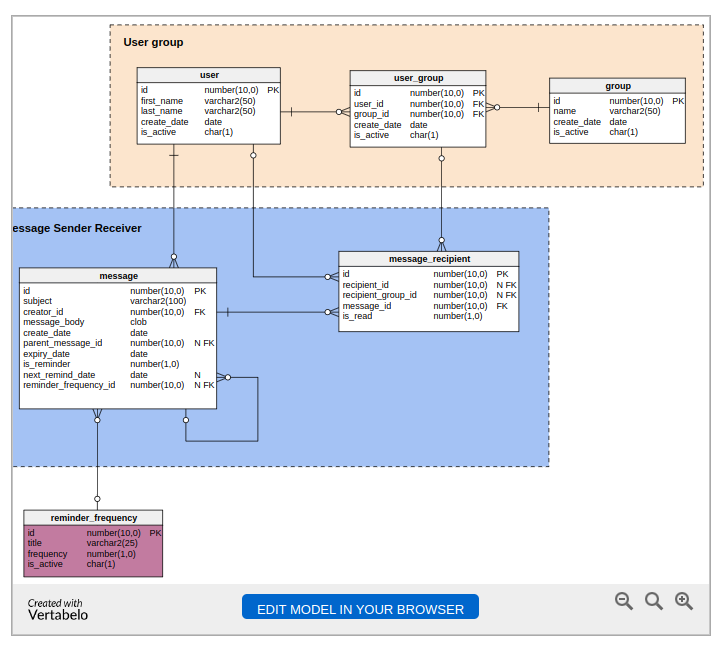 User group
user
id number(10,0) PK
first_name varchar2(50)
last_name varchar2(50)
create_date date
is_active char(1)
user_group
id number(10,0) PK
user_id number(10,0) FK
group_id number(10,0) FK
create_date date
is_active char(1)
group
id number(10,0) PK
name varchar2(50)
create_date date
is_active char(1)
essage Sender Receiver
message
id number(10,0) PK
subject varchar2(100)
creator_id number(10,0) FK
message_body clob
create_date date
parent_message_id number(10,0) N FK
expiry_date date
is_reminder number(1,0)
next_remind_date date N
reminder_frequency_id number(10,0) N FK
message_recipient
id number(10,0) PK
recipient_id number(10,0) N FK
recipient_group_id number(10,0) N FK
message_id number(10,0) FK
is_read number(1,0)
reminder_frequency
id number(10,0) PK
title varchar2(25)
frequency number(1,0)
is_active char(1)
Created with
Vertabelo
EDIT MODEL IN YOUR BROWSER